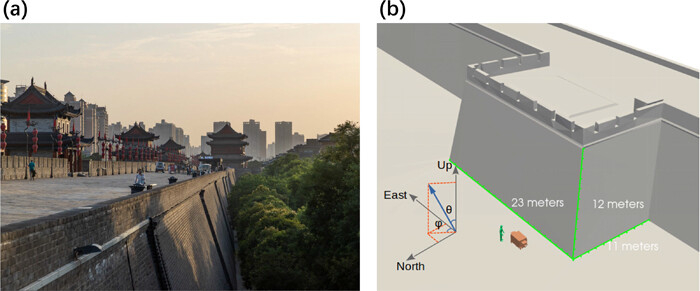 (a)
(b)
Up
East
23 meters
12 meters
θ
φ
11 meters
North